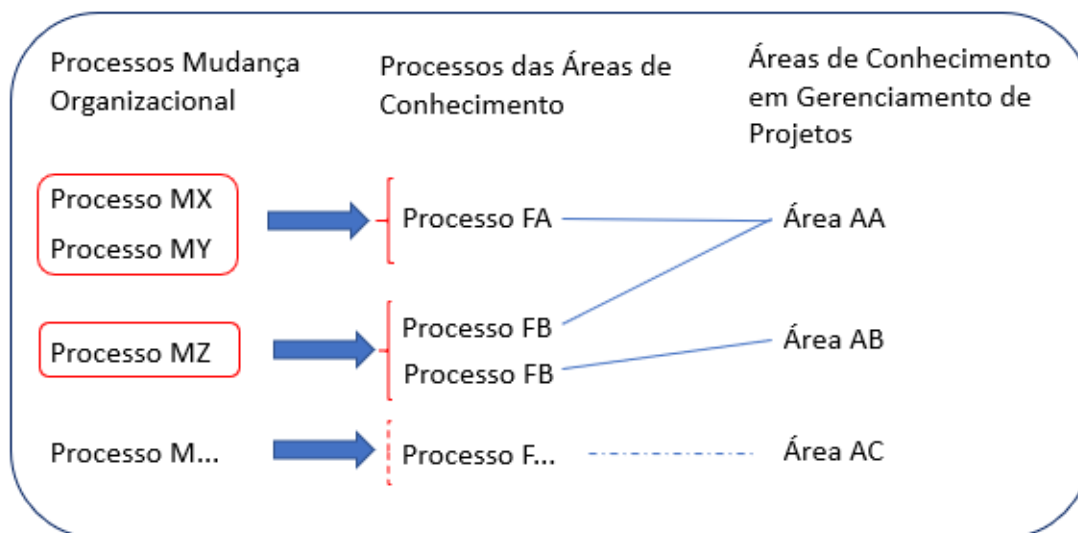 Processos Mudança
Organizacional
Processos das Áreas de
Conhecimento
Áreas de Conhecimento
em Gerenciamento de
Projetos
Processo MX
Processo MY
Processo FA
Área AA
Processo MZ
Processo FB
Processo FB
Área AB
Processo M...
Processo F...
Área AC